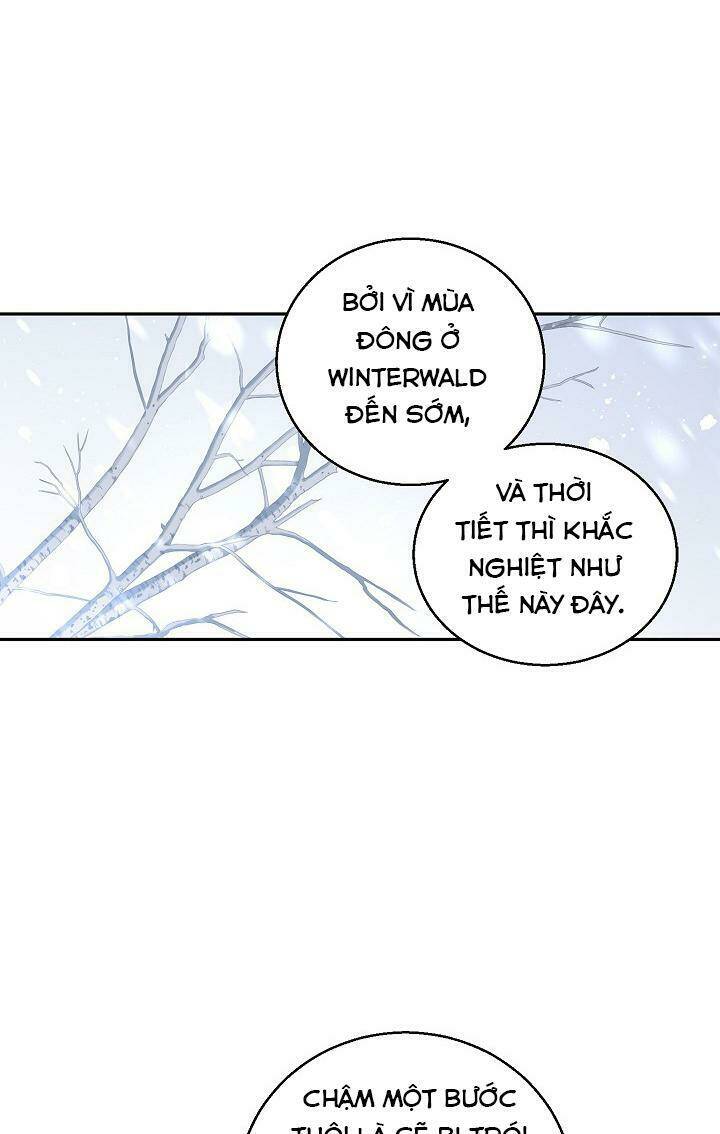 BỞI VÌ MÙA
ĐÔNG Ở
WINTERWALD
ĐẾN SỚM,
VÀ THỜI
TIẾT THÌ KHẮC
NGHIỆT NHƯ
THẾ NÀY ĐÂY.
CHẬM MỘT BƯỚC